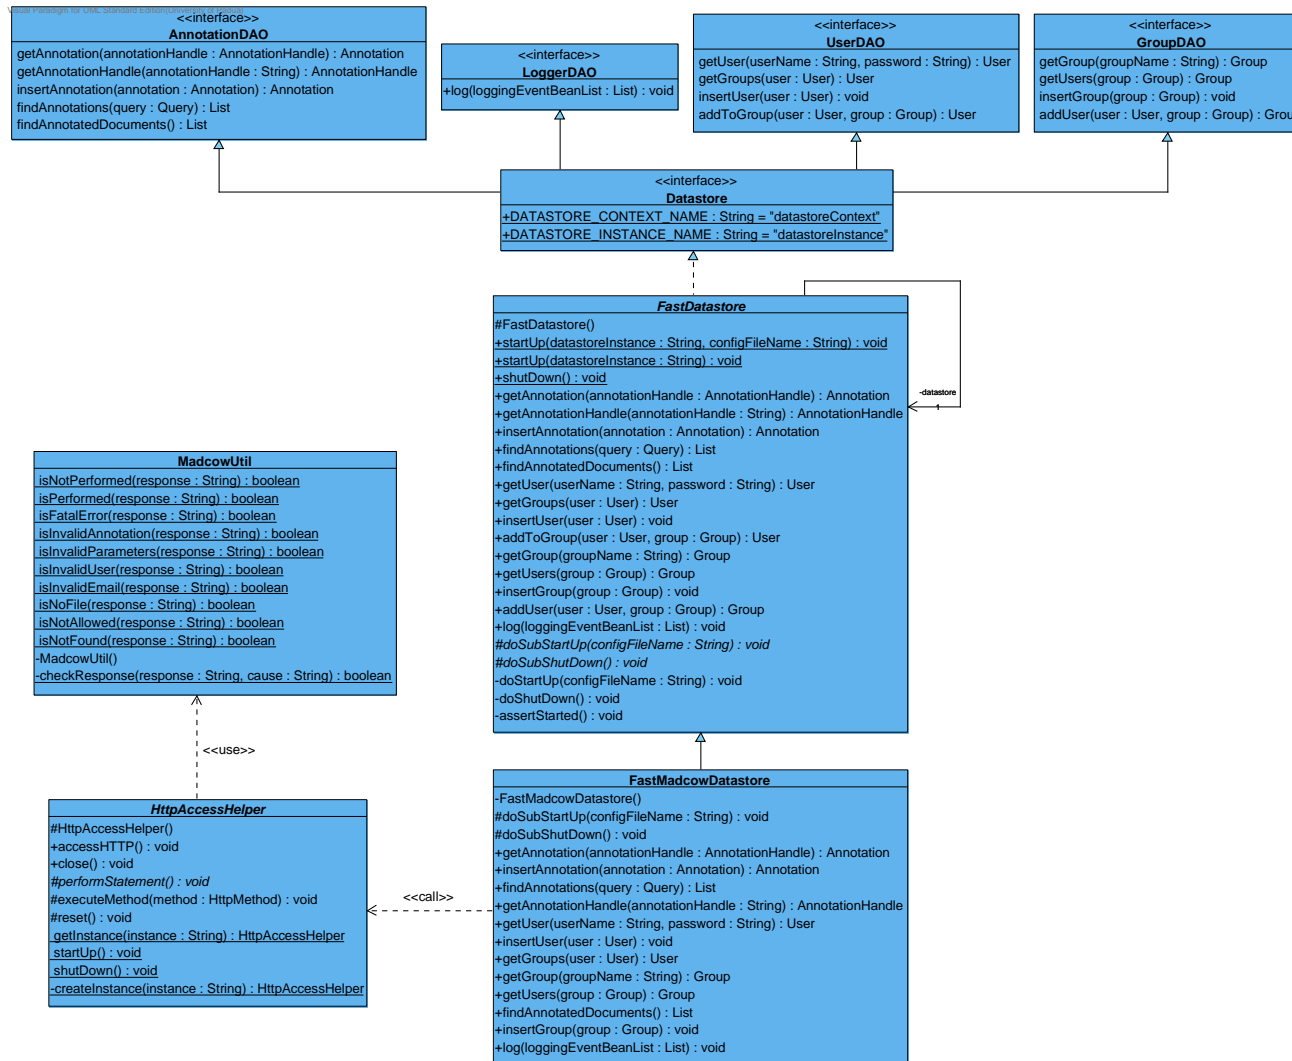 Visual Paradigm for UML Standard Edition(University of Padua)
<<interface>>
AnnotationDAO
getAnnotation(annotationHandle : AnnotationHandle) : Annotation
getAnnotationHandle(annotationHandle : String) : AnnotationHandle
insertAnnotation(annotation : Annotation) : Annotation
findAnnotations(query : Query) : List
findAnnotatedDocuments() : List
<<interface>>
LoggerDAO
+log(loggingEventBeanList : List) : void
<<interface>>
UserDAO
getUser(userName : String, password : String) : User
getGroups(user : User) : User
insertUser(user : User) : void
addToGroup(user : User, group : Group) : User
<<interface>>
GroupDAO
getGroup(groupName : String) : Group
getUsers(group : Group) : Group
insertGroup(group : Group) : void
addUser(user : User, group : Group) : Grou
<<interface>>
Datastore
+DATASTORE_CONTEXT_NAME : String = "datastoreContext"
+DATASTORE_INSTANCE_NAME : String = "datastoreInstance"
FastDatastore
#FastDatastore()
+startUp(datastoreInstance : String, configFileName : String) : void
+startUp(datastoreInstance : String) : void
+shutDown() : void
+getAnnotation(annotationHandle : AnnotationHandle) : Annotation
+getAnnotationHandle(annotationHandle : String) : AnnotationHandle
+insertAnnotation(annotation : Annotation) : Annotation
+findAnnotations(query : Query) : List
+findAnnotatedDocuments() : List
+getUser(userName : String, password : String) : User
+getGroups(user : User) : User
+insertUser(user : User) : void
+addToGroup(user : User, group : Group) : User
+getGroup(groupName : String) : Group
+getUsers(group : Group) : Group
+insertGroup(group : Group) : void
+addUser(user : User, group : Group) : Group
+log(loggingEventBeanList : List) : void
#doSubStartUp(configFileName : String) : void
#doSubShutDown() : void
-doStartUp(configFileName : String) : void
-doShutDown() : void
-assertStarted() : void
-datastore
1
MadcowUtil
isNotPerformed(response : String) : boolean
isPerformed(response : String) : boolean
isFatalError(response : String) : boolean
isInvalidAnnotation(response : String) : boolean
isInvalidParameters(response : String) : boolean
isInvalidUser(response : String) : boolean
isInvalidEmail(response : String) : boolean
isNoFile(response : String) : boolean
isNotAllowed(response : String) : boolean
isNotFound(response : String) : boolean
-MadcowUtil()
-checkResponse(response : String, cause : String) : boolean
<<use>>
HttpAccessHelper
#HttpAccessHelper()
+accessHTTP() : void
+close() : void
#performStatement() : void
#executeMethod(method : HttpMethod) : void
#reset() : void
getInstance(instance : String) : HttpAccessHelper
startUp() : void
shutDown() : void
-createInstance(instance : String) : HttpAccessHelper
<<call>>
FastMadcowDatastore
-FastMadcowDatastore()
#doSubStartUp(configFileName : String) : void
#doSubShutDown() : void
+getAnnotation(annotationHandle : AnnotationHandle) : Annotation
+insertAnnotation(annotation : Annotation) : Annotation
+findAnnotations(query : Query) : List
+getAnnotationHandle(annotationHandle : String) : AnnotationHandle
+getUser(userName : String, password : String) : User
+insertUser(user : User) : void
+getGroups(user : User) : User
+getGroup(groupName : String) : Group
+getUsers(group : Group) : Group
+findAnnotatedDocuments() : List
+insertGroup(group : Group) : void
+log(loggingEventBeanList : List) : void